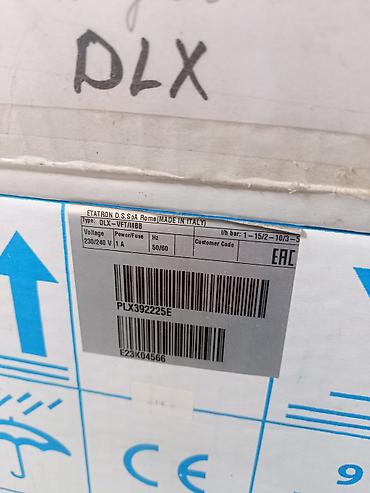 DLX
ETATRON D.S.SpA Rome(MADE IN ITALY)
Type: DLX-VFT/MBB l/h bar: 1-15/2-10/3-5
Voltage Power/Fuse Hz Customer Code
230/240 V 1 A 50/60 EAC
PLX392225E
E23K04566
CE
9